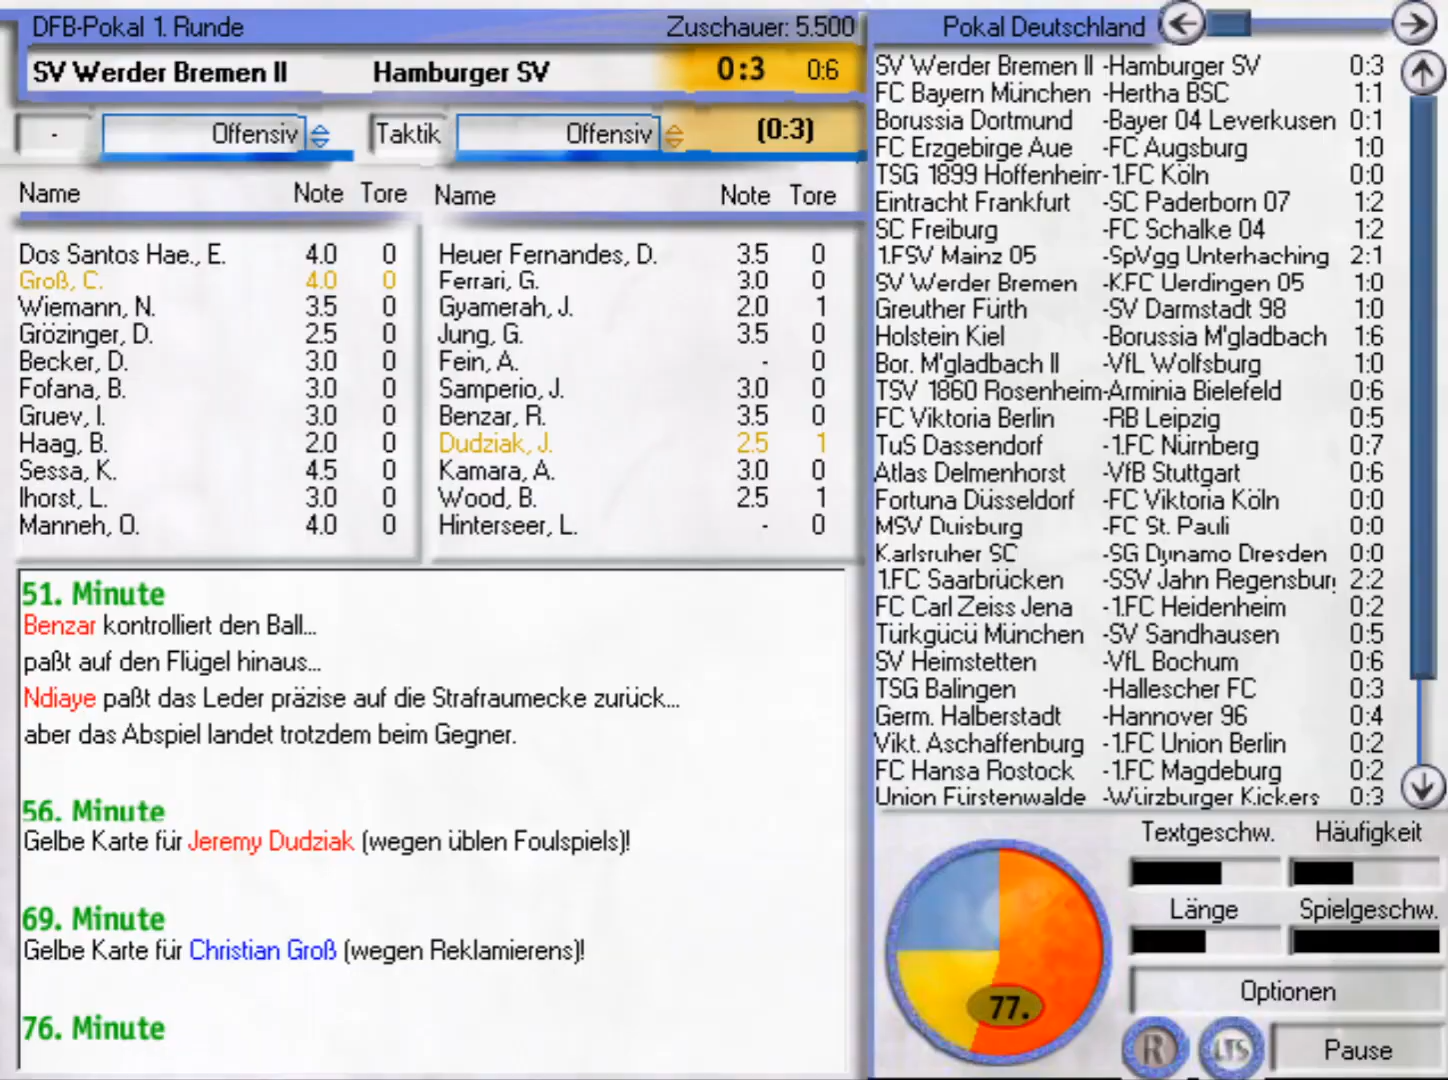 DFB-Pokal 1. Runde Zuschauer: 5.500
SV Werder Bremen II Hamburger SV 0:3 0:6
- Offensiv Taktik Offensiv (0:3)
Name Note Tore Name Note Tore
Dos Santos Hae., E. 4.0 0 Heuer Fernandes, D. 3.5 0
Groß, C. 4.0 0 Ferrari, G. 3.0 0
Wiemann, N. 3.5 0 Gyamerah, J. 2.0 1
Grözinger, D. 2.5 0 Jung, G. 3.5 0
Becker, D. 3.0 0 Fein, A. - 0
Fofana, B. 3.0 0 Samperio, J. 3.0 0
Gruev, I. 3.0 0 Benzar, R. 3.5 0
Haag, B. 2.0 0 Dudziak, J. 2.5 1
Sessa, K. 4.5 0 Kamara, A. 3.0 0
Ihorst, L. 3.0 0 Wood, B. 2.5 1
Manneh, O. 4.0 0 Hinterseer, L. - 0
51. Minute
Benzar kontrolliert den Ball...
paßt auf den Flügel hinaus...
Ndiaye paßt das Leder präzise auf die Strafraumecke zurück...
aber das Abspiel landet trotzdem beim Gegner.
56. Minute
Gelbe Karte für Jeremy Dudziak (wegen üblen Foulspiels)!
69. Minute
Gelbe Karte für Christian Groß (wegen Reklamierens)!
76. Minute
Pokal Deutschland
SV Werder Bremen II -Hamburger SV 0:3
FC Bayern München -Hertha BSC 1:1
Borussia Dortmund -Bayer 04 Leverkusen 0:1
FC Erzgebirge Aue -FC Augsburg 1:0
TSG 1899 Hoffenheim-1.FC Köln 0:0
Eintracht Frankfurt -SC Paderborn 07 1:2
SC Freiburg -FC Schalke 04 1:2
1.FSV Mainz 05 -SpVgg Unterhaching 2:1
SV Werder Bremen -KFC Uerdingen 05 1:0
Greuther Fürth -SV Darmstadt 98 1:0
Holstein Kiel -Borussia M'gladbach 1:6
Bor. M'gladbach II -VfL Wolfsburg 1:0
TSV 1860 Rosenheim-Arminia Bielefeld 0:6
FC Viktoria Berlin -RB Leipzig 0:5
TuS Dassendorf -1.FC Nürnberg 0:7
Atlas Delmenhorst -VfB Stuttgart 0:6
Fortuna Düsseldorf -FC Viktoria Köln 0:0
MSV Duisburg -FC St. Pauli 0:0
Karlsruher SC -SG Dynamo Dresden 0:0
1.FC Saarbrücken -SSV Jahn Regensburg 2:2
FC Carl Zeiss Jena -1.FC Heidenheim 0:2
Türkgücü München -SV Sandhausen 0:5
SV Heimstetten -VfL Bochum 0:6
TSG Balingen -Hallescher FC 0:3
Germ. Halberstadt -Hannover 96 0:4
Vikt. Aschaffenburg -1.FC Union Berlin 0:2
FC Hansa Rostock -1.FC Magdeburg 0:2
Union Fürstenwalde -Würzburger Kickers 0:3
Textgeschw. Häufigkeit
Länge Spielgeschw.
77.
Optionen
R LTS Pause